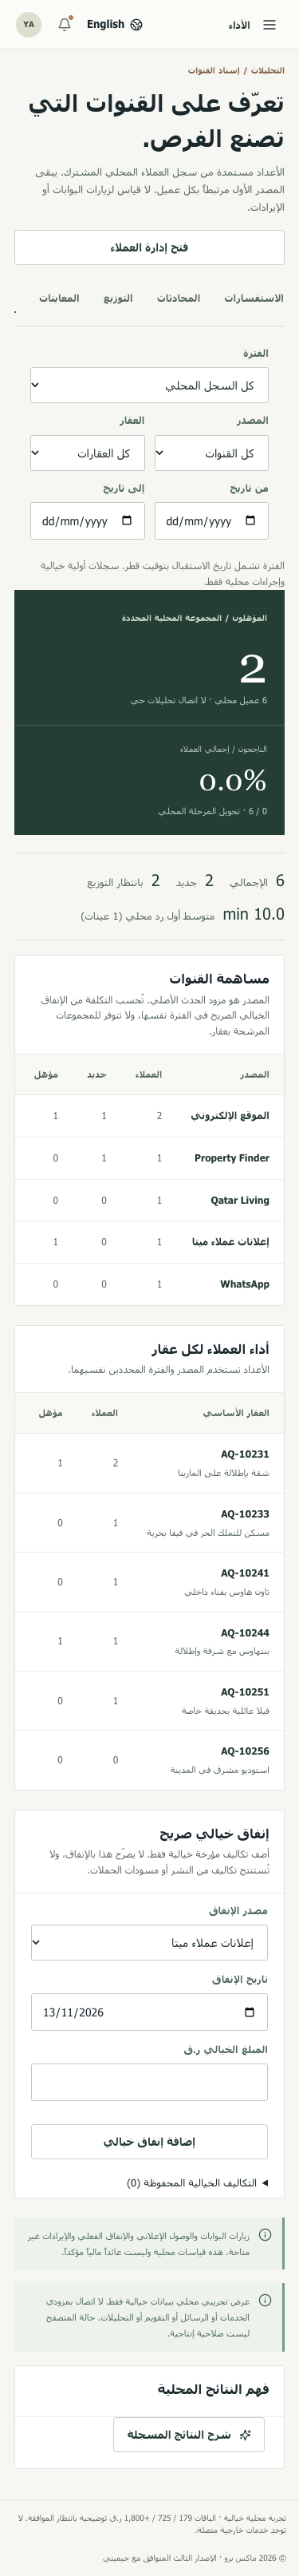 الأداء
English
YA
التحليلات / إسناد القنوات
تعرّف على القنوات التي
تصنع الفرص.
الأعداد مستمدة من سجل العملاء المحلي المشترك. يبقى
المصدر الأول مرتبطاً بكل عميل. لا قياس لزيارات البوابات أو
الإيرادات.
فتح إدارة العملاء
الاستفسارات
المحادثات
التوزيع
المعاينات
الفترة
كل السجل المحلي
المصدر
العقار
كل القنوات
كل العقارات
من تاريخ
إلى تاريخ
dd/mm/yyyy
dd/mm/yyyy
الفترة تشمل تاريخ الاستقبال بتوقيت قطر. سجلات أولية خيالية
وإجراءات محلية فقط.
المؤهلون / المجموعة المحلية المحددة
2
6 عميل محلي · لا اتصال تحليلات حي
الناجحون / إجمالي العملاء
0.0%
0 / 6 · تحويل المرحلة المحلي
6 الإجمالي
2 جديد
2 بانتظار التوزيع
10.0 min متوسط أول رد محلي (1 عينات)
مساهمة القنوات
المصدر هو مزود الحدث الأصلي. تُحسب التكلفة من الإنفاق
الخيالي الصريح في الفترة نفسها، ولا تتوفر للمجموعات
المرشحة بعقار.
المصدر العملاء جديد مؤهل
الموقع الإلكتروني 2 1 1
Property Finder 1 1 0
Qatar Living 1 0 0
إعلانات عملاء ميتا 1 0 1
WhatsApp 1 0 0
أداء العملاء لكل عقار
الأعداد تستخدم المصدر والفترة المحددين نفسيهما.
العقار الأساسي العملاء مؤهل
AQ-10231
شقة بإطلالة على المارينا
2 1
AQ-10233
مسكن للتملك الحر في فيفا بحرية
1 0
AQ-10241
تاون هاوس بفناء داخلي
1 0
AQ-10244
بنتهاوس مع شرفة وإطلالة
1 1
AQ-10251
فيلا عائلية بحديقة خاصة
1 0
AQ-10256
استوديو مشرق في المدينة
0 0
إنفاق خيالي صريح
أضف تكاليف مؤرخة خيالية فقط. لا يصرّح هذا بالإنفاق، ولا
تُستنتج تكاليف من النشر أو مسودات الحملات.
مصدر الإنفاق
إعلانات عملاء ميتا
تاريخ الإنفاق
13/11/2026
المبلغ الخيالي ر.ق
إضافة إنفاق خيالي
التكاليف الخيالية المحفوظة (0)
زيارات البوابات والوصول الإعلاني والإنفاق الفعلي والإيرادات غير
متاحة. هذه قياسات محلية وليست عائداً مالياً مؤكداً.
عرض تجريبي محلي ببيانات خيالية فقط. لا اتصال بمزودي
الخدمات أو الرسائل أو التقويم أو التحليلات. حالة المتصفح
ليست صلاحية إنتاجية.
فهم النتائج المحلية
شرح النتائج المسجلة
تجربة محلية خيالية · الباقات 179 / 725 / +1,800 ر.ق توضيحية بانتظار الموافقة. لا
توجد خدمات خارجية متصلة.
© 2026 ماكس برو · الإصدار الثالث المتوافق مع جيميني